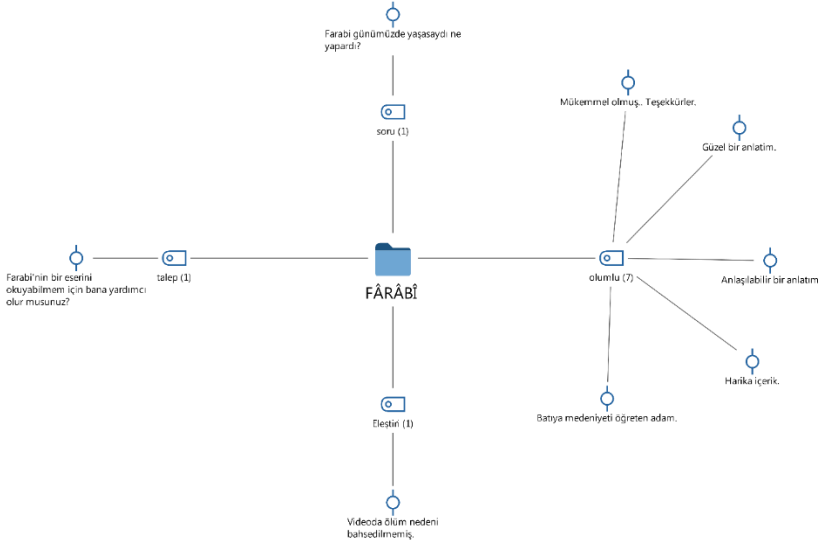 Farabi günümüzde yaşasaydı ne
yapardı?
soru (1)
Mükemmel olmuş.. Teşekkürler.
Güzel bir anlatim.
Farabi'nin bir eserini
okuyabilmem için bana yardımcı
olur musunuz?
talep (1)
FÂRÂBÎ
olumlu (7)
Anlaşılabilir bir anlatım
Harika içerik.
Batıya medeniyeti öğreten adam.
Eleştiri (1)
Videoda ölüm nedeni
bahsedilmemiş.